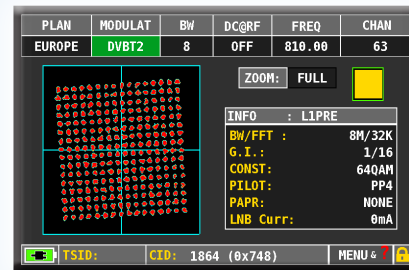 PLAN MODULAT BW DC@RF FREQ CHAN
EUROPE DVBT2 8 OFF 810.00 63
ZOOM: FULL
INFO : L1PRE
BW/FFT : 8M/32K
G.I.: 1/16
CONST: 64QAM
PILOT: PP4
PAPR: NONE
LNB Curr: 0mA
TSID: CID: 1864 (0x748) MENU & ?